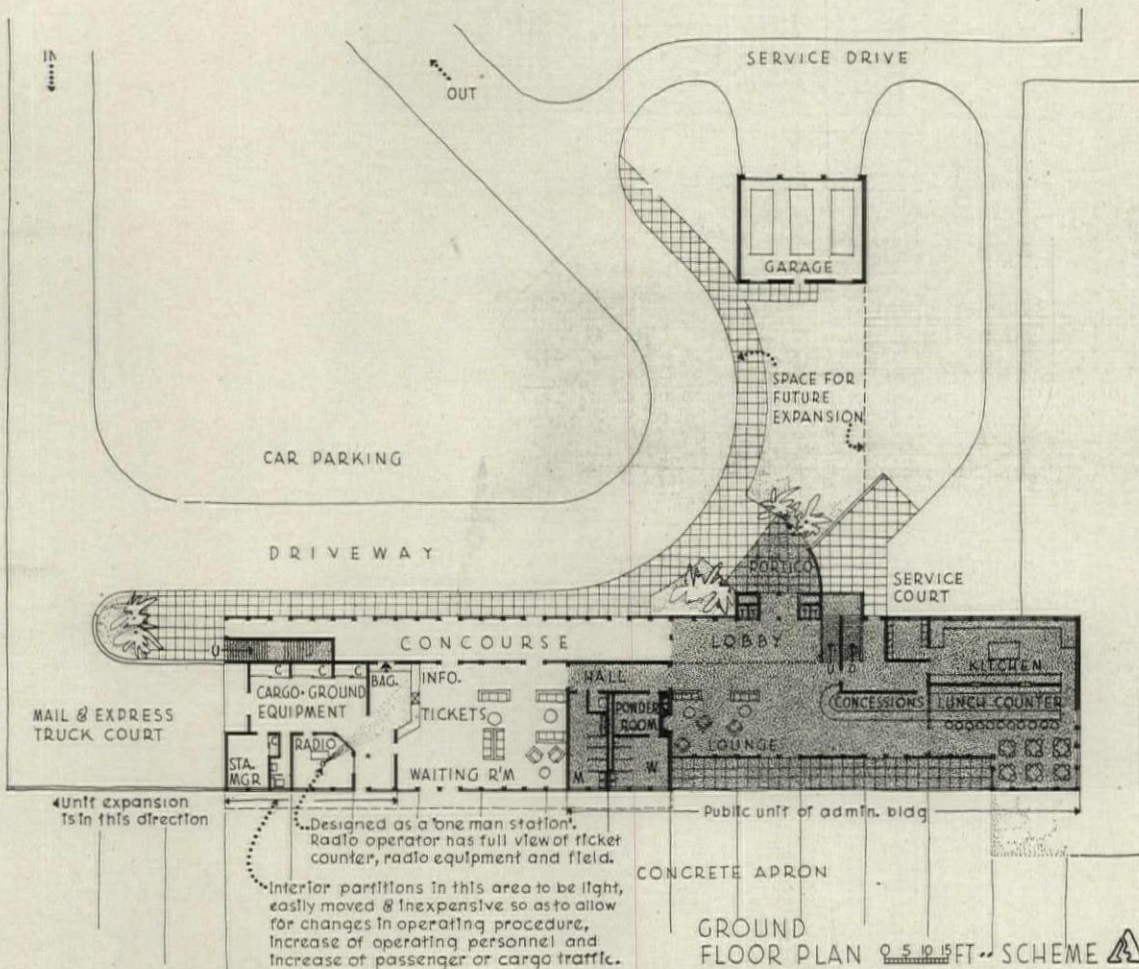 IN
OUT
SERVICE DRIVE
GARAGE
SPACE FOR
FUTURE
EXPANSION
CAR PARKING
DRIVEWAY
PORTICO
SERVICE
COURT
CONCOURSE
LOBBY
U
U
D
C
C
C
BAG.
INFO.
HALL
KITCHEN
CARGO & GROUND
EQUIPMENT
TICKETS
POWDER
ROOM
CONCESSIONS
LUNCH COUNTER
MAIL & EXPRESS
TRUCK COURT
RADIO
LOUNGE
STA.
MGR
C
WAITING R'M
M
W
Unit expansion
is in this direction
Public unit of admin. bldg
Designed as a 'one man station'.
Radio operator has full view of ticket
counter, radio equipment and field.
CONCRETE APRON
Interior partitions in this area to be light,
easily moved & inexpensive so as to allow
for changes in operating procedure,
increase of operating personnel and
increase of passenger or cargo traffic.
GROUND
FLOOR PLAN 0 5 10 15 FT-- SCHEME A